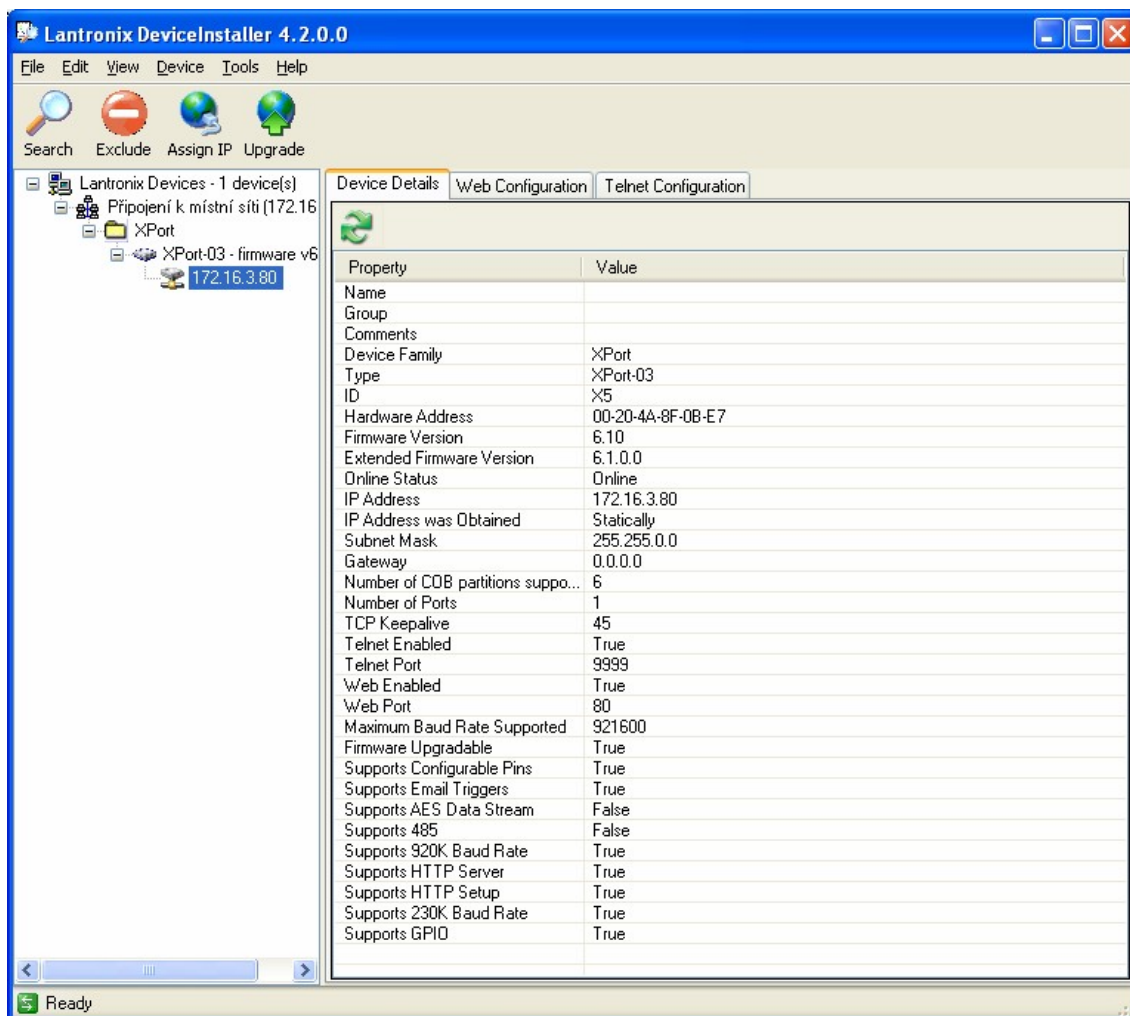 Lantronix DeviceInstaller 4.2.0.0
File Edit View Device Tools Help
Search Exclude Assign IP Upgrade
Lantronix Devices - 1 device(s)
Připojení k místní síti (172.16
XPort
XPort-03 - firmware v6
172.16.3.80
Device Details Web Configuration Telnet Configuration
Property Value
Name
Group
Comments
Device Family XPort
Type XPort-03
ID X5
Hardware Address 00-20-4A-8F-0B-E7
Firmware Version 6.10
Extended Firmware Version 6.1.0.0
Online Status Online
IP Address 172.16.3.80
IP Address was Obtained Statically
Subnet Mask 255.255.0.0
Gateway 0.0.0.0
Number of COB partitions suppo... 6
Number of Ports 1
TCP Keepalive 45
Telnet Enabled True
Telnet Port 9999
Web Enabled True
Web Port 80
Maximum Baud Rate Supported 921600
Firmware Upgradable True
Supports Configurable Pins True
Supports Email Triggers True
Supports AES Data Stream False
Supports 485 False
Supports 920K Baud Rate True
Supports HTTP Server True
Supports HTTP Setup True
Supports 230K Baud Rate True
Supports GPIO True
Ready